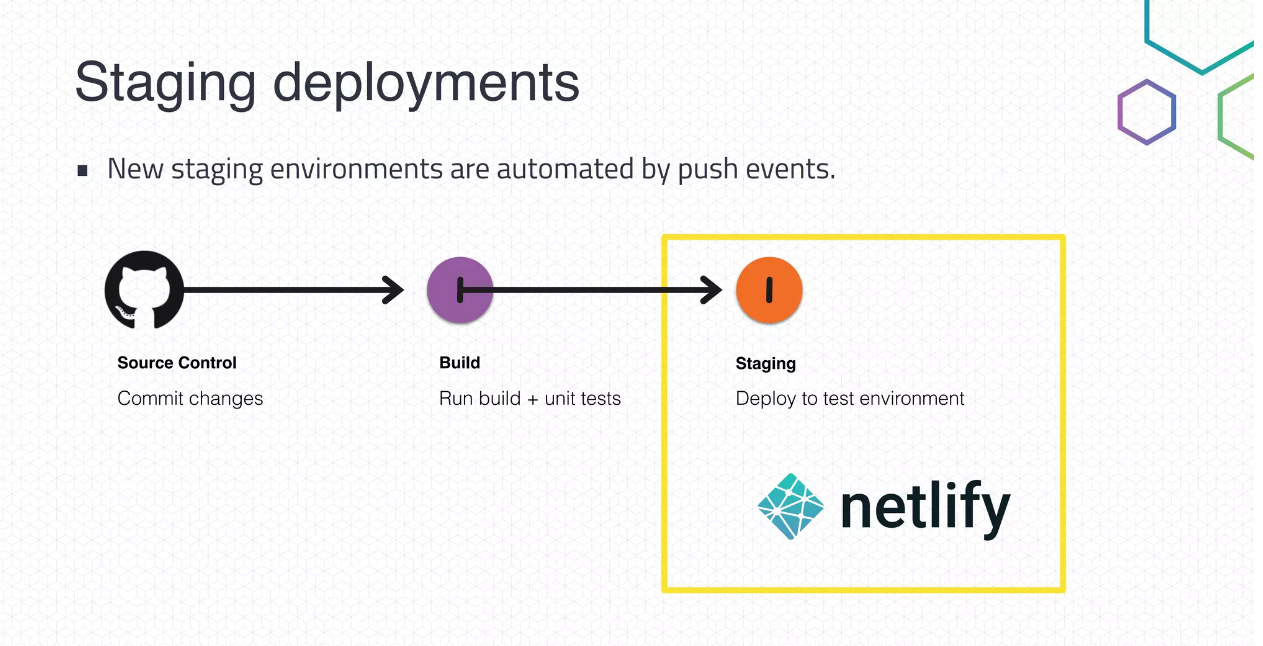 Staging deployments
▪ New staging environments are automated by push events.
Source Control
Commit changes
Build
Run build + unit tests
Staging
Deploy to test environment
netlify